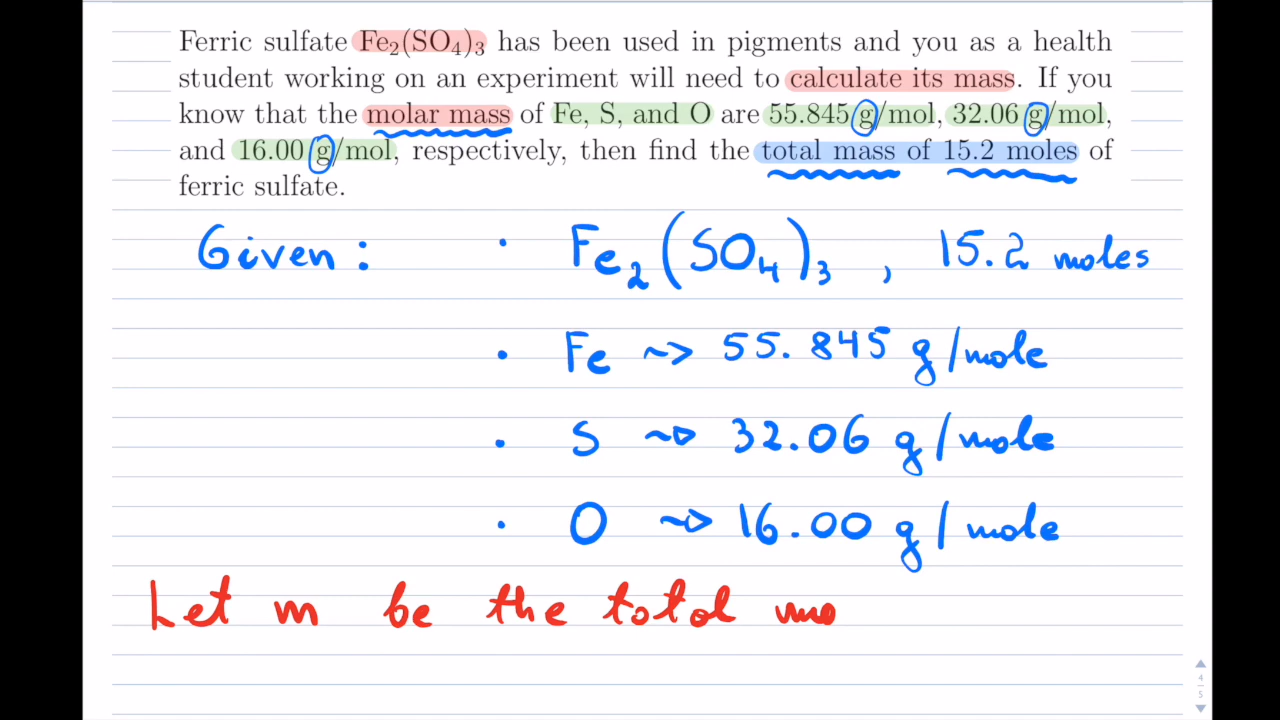 Ferric sulfate Fe₂(SO₄)₃ has been used in pigments and you as a health
student working on an experiment will need to calculate its mass. If you
know that the molar mass of Fe, S, and O are 55.845 g/mol, 32.06 g/mol,
and 16.00 g/mol, respectively, then find the total mass of 15.2 moles of
ferric sulfate.
Given : · Fe₂(SO₄)₃ , 15.2 moles
· Fe ~> 55.845 g/mole
· S ~> 32.06 g/mole
· O ~> 16.00 g/mole
Let m be the total
4
5